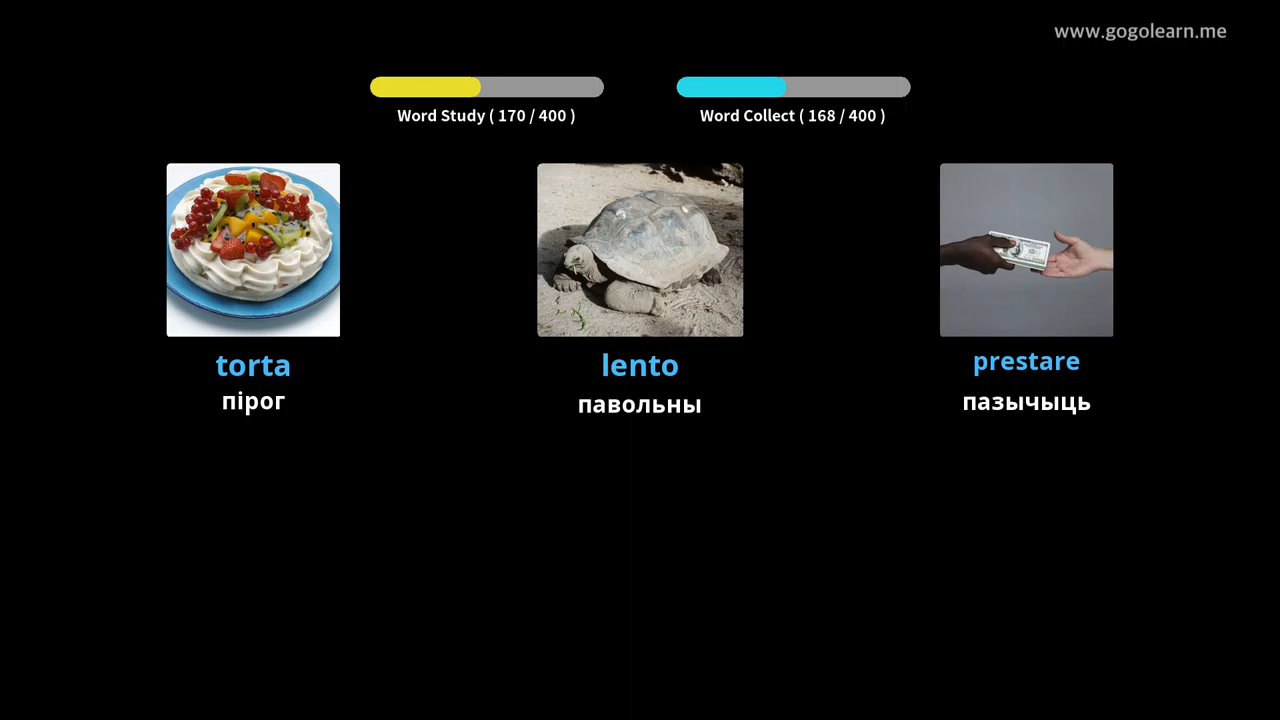 www.gogolearn.me
Word Study ( 170 / 400 )
Word Collect ( 168 / 400 )
torta
пірог
lento
павольны
prestare
пазычыць